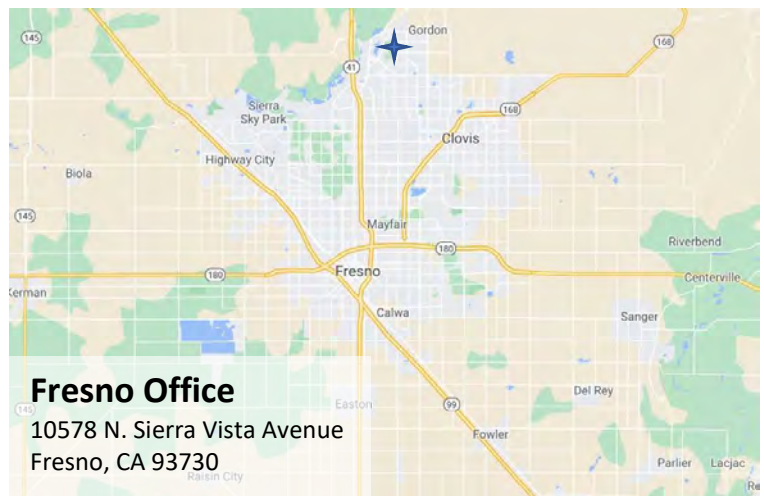 145
Gordon
168
41
Sierra
Sky Park
168
Clovis
Highway City
Biola
145
Mayfair
180
Riverbend
180
Fresno
Centerville
Kerman
Calwa
Sanger
Fresno Office
10578 N. Sierra Vista Avenue
Fresno, CA 93730
145
Easton
99
Del Rey
Fowler
Raisin City
Parlier
Lacjac